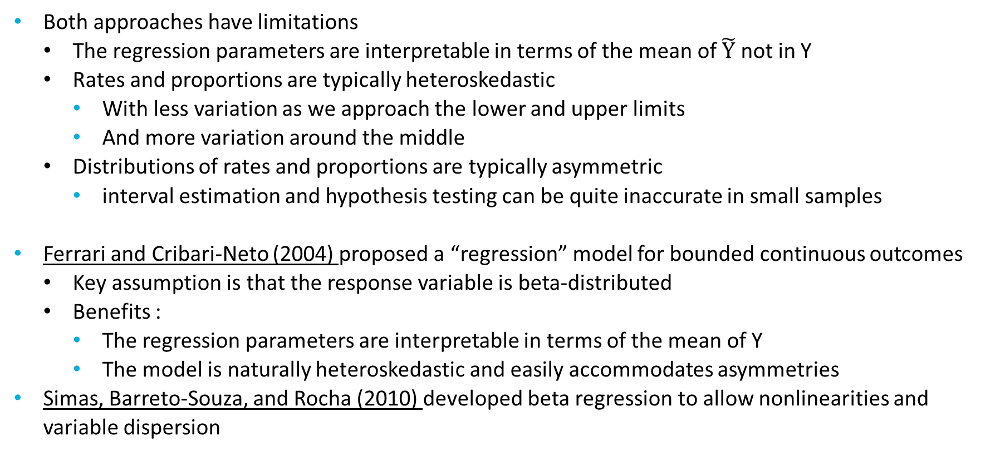 • Both approaches have limitations
• The regression parameters are interpretable in terms of the mean of Ỹ not in Y
• Rates and proportions are typically heteroskedastic
• With less variation as we approach the lower and upper limits
• And more variation around the middle
• Distributions of rates and proportions are typically asymmetric
• interval estimation and hypothesis testing can be quite inaccurate in small samples
• Ferrari and Cribari-Neto (2004) proposed a “regression” model for bounded continuous outcomes
• Key assumption is that the response variable is beta-distributed
• Benefits :
• The regression parameters are interpretable in terms of the mean of Y
• The model is naturally heteroskedastic and easily accommodates asymmetries
• Simas, Barreto-Souza, and Rocha (2010) developed beta regression to allow nonlinearities and
variable dispersion